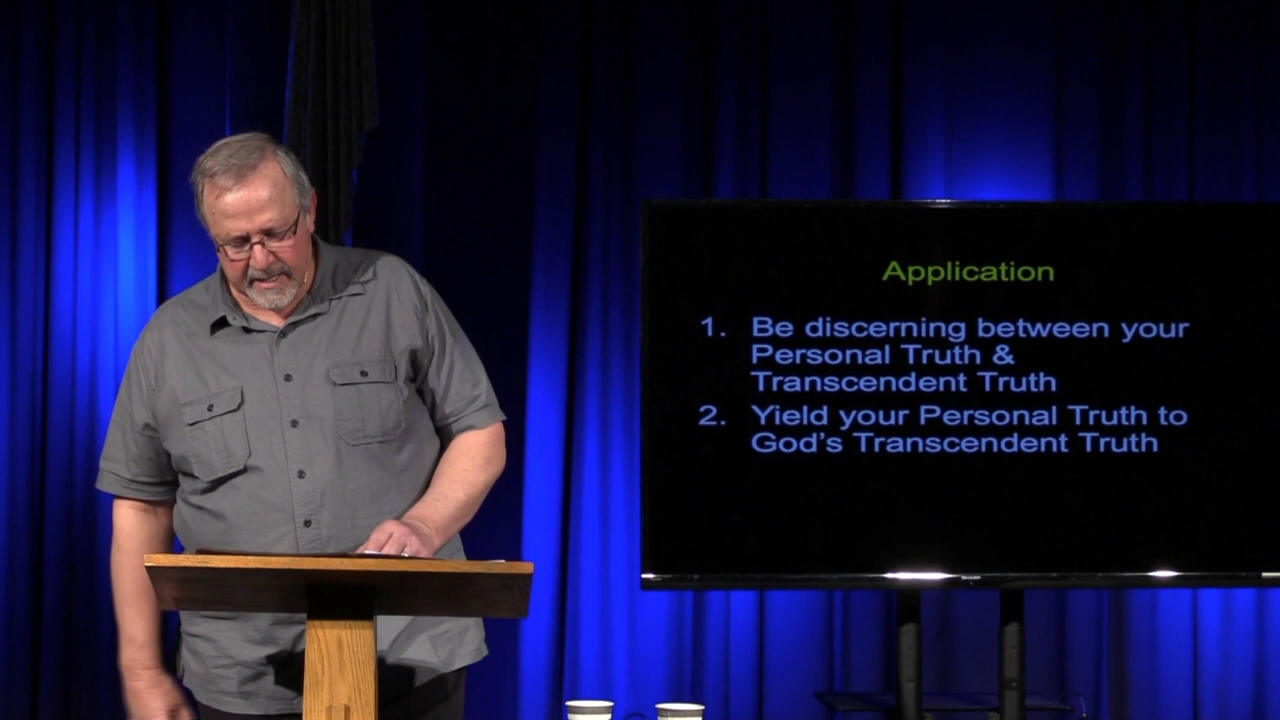 Application
1. Be discerning between your
Personal Truth &
Transcendent Truth
2. Yield your Personal Truth to
God's Transcendent Truth
SHARP